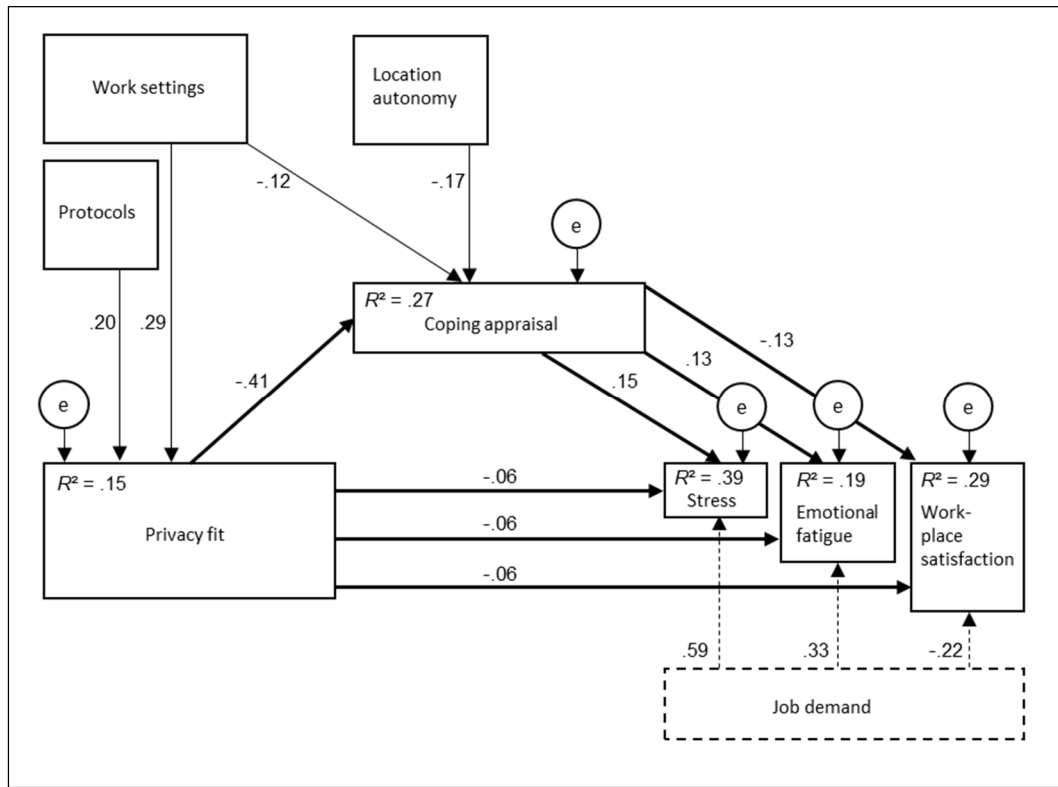 Work settings
Location
autonomy
-.12
-.17
Protocols
e
R² = .27
Coping appraisal
.20
.29
-.41
-.13
.13
.15
e
e
e
e
R² = .15
Privacy fit
-.06
-.06
-.06
R² = .39
Stress
R² = .19
Emotional
fatigue
R² = .29
Work-
place
satisfaction
.59
.33
-.22
Job demand